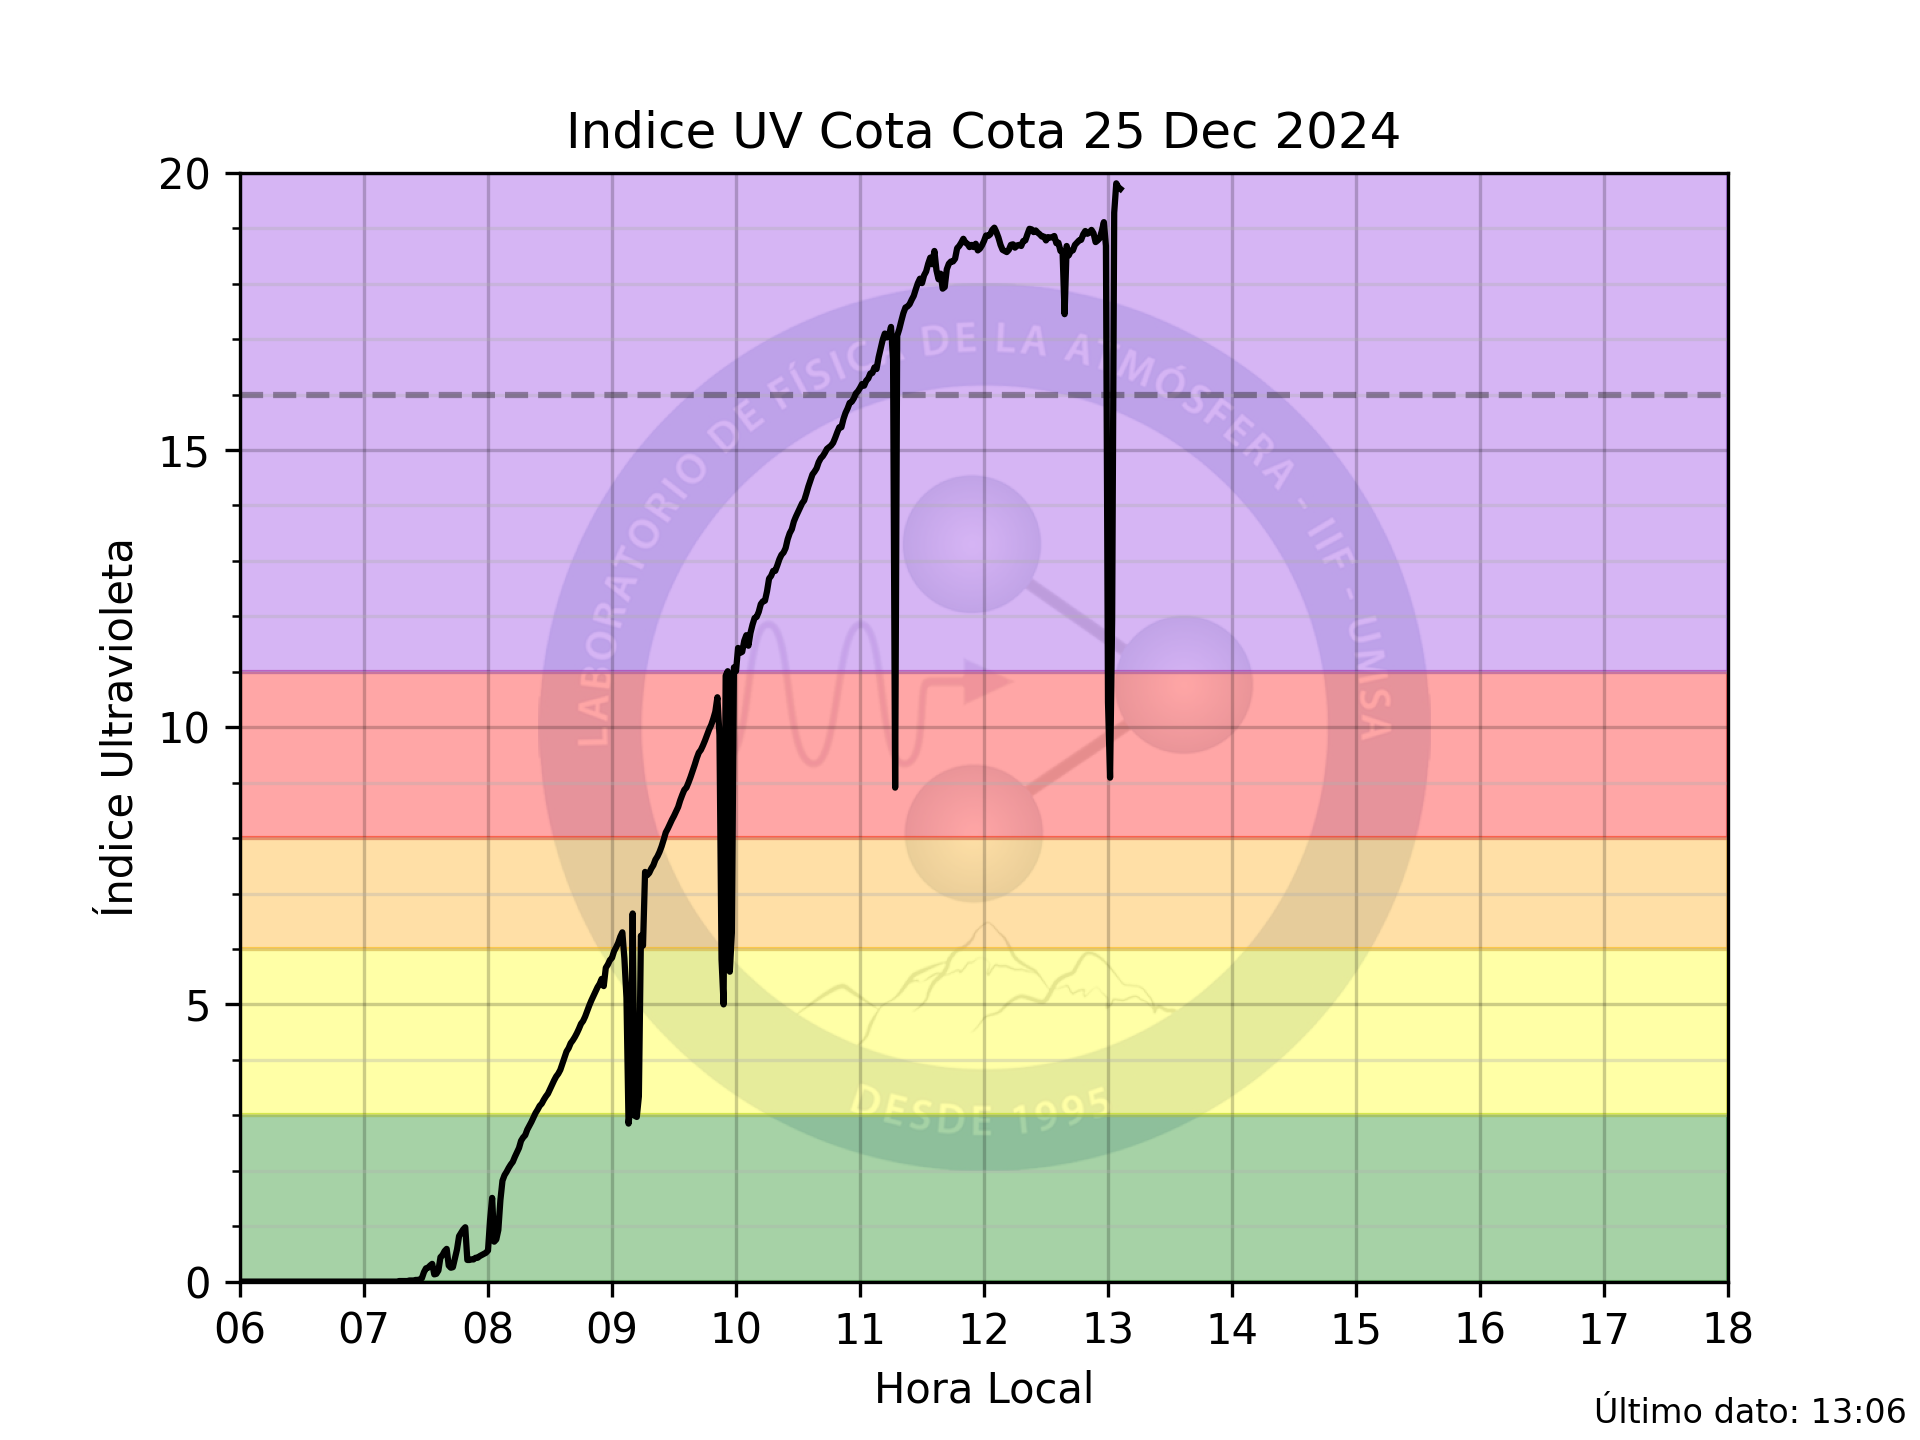 Indice UV Cota Cota 25 Dec 2024
20
15
10
5
0
Índice Ultravioleta
LABORATORIO DE FÍSICA DE LA ATMÓSFERA - IIF - UMSA
DESDE 1995
06 07 08 09 10 11 12 13 14 15 16 17 18
Hora Local
Último dato: 13:06